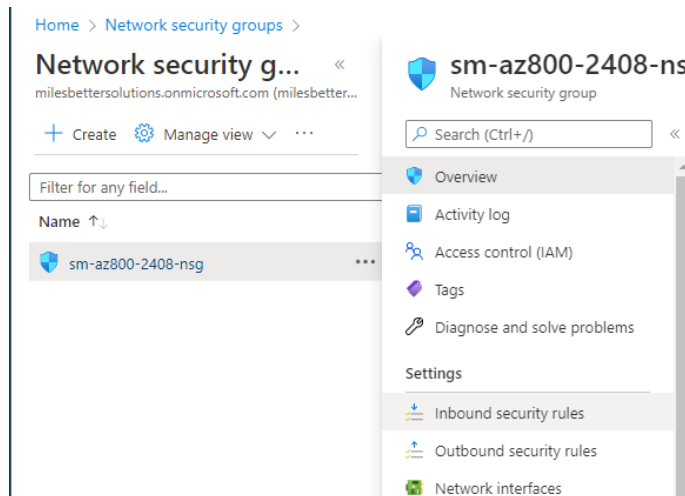 Home > Network security groups >
Network security g... «
milesbettersolutions.onmicrosoft.com (milesbetter...
+ Create Manage view ...
Filter for any field...
Name ↑↓
sm-az800-2408-nsg ...
sm-az800-2408-ns
Network security group
Search (Ctrl+/) «
Overview
Activity log
Access control (IAM)
Tags
Diagnose and solve problems
Settings
Inbound security rules
Outbound security rules
Network interfaces